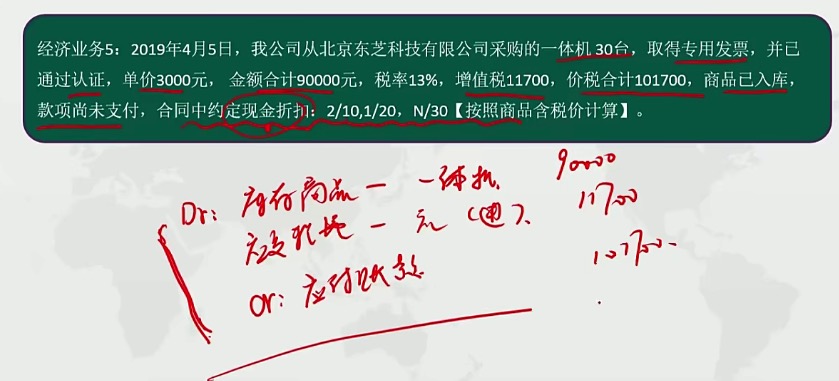 经济业务5：2019年4月5日，我公司从北京东芝科技有限公司采购的一体机 30台，取得专用发票，并已
通过认证，单价3000元， 金额合计90000元，税率13%，增值税11700，价税合计101700，商品已入库，
款项尚未支付，合同中约定现金折扣：2/10,1/20，N/30【按照商品含税价计算】。
Dr: 库存商品 — 一体机 90000
应交税费 — 11700
Cr: 应付账款 101700